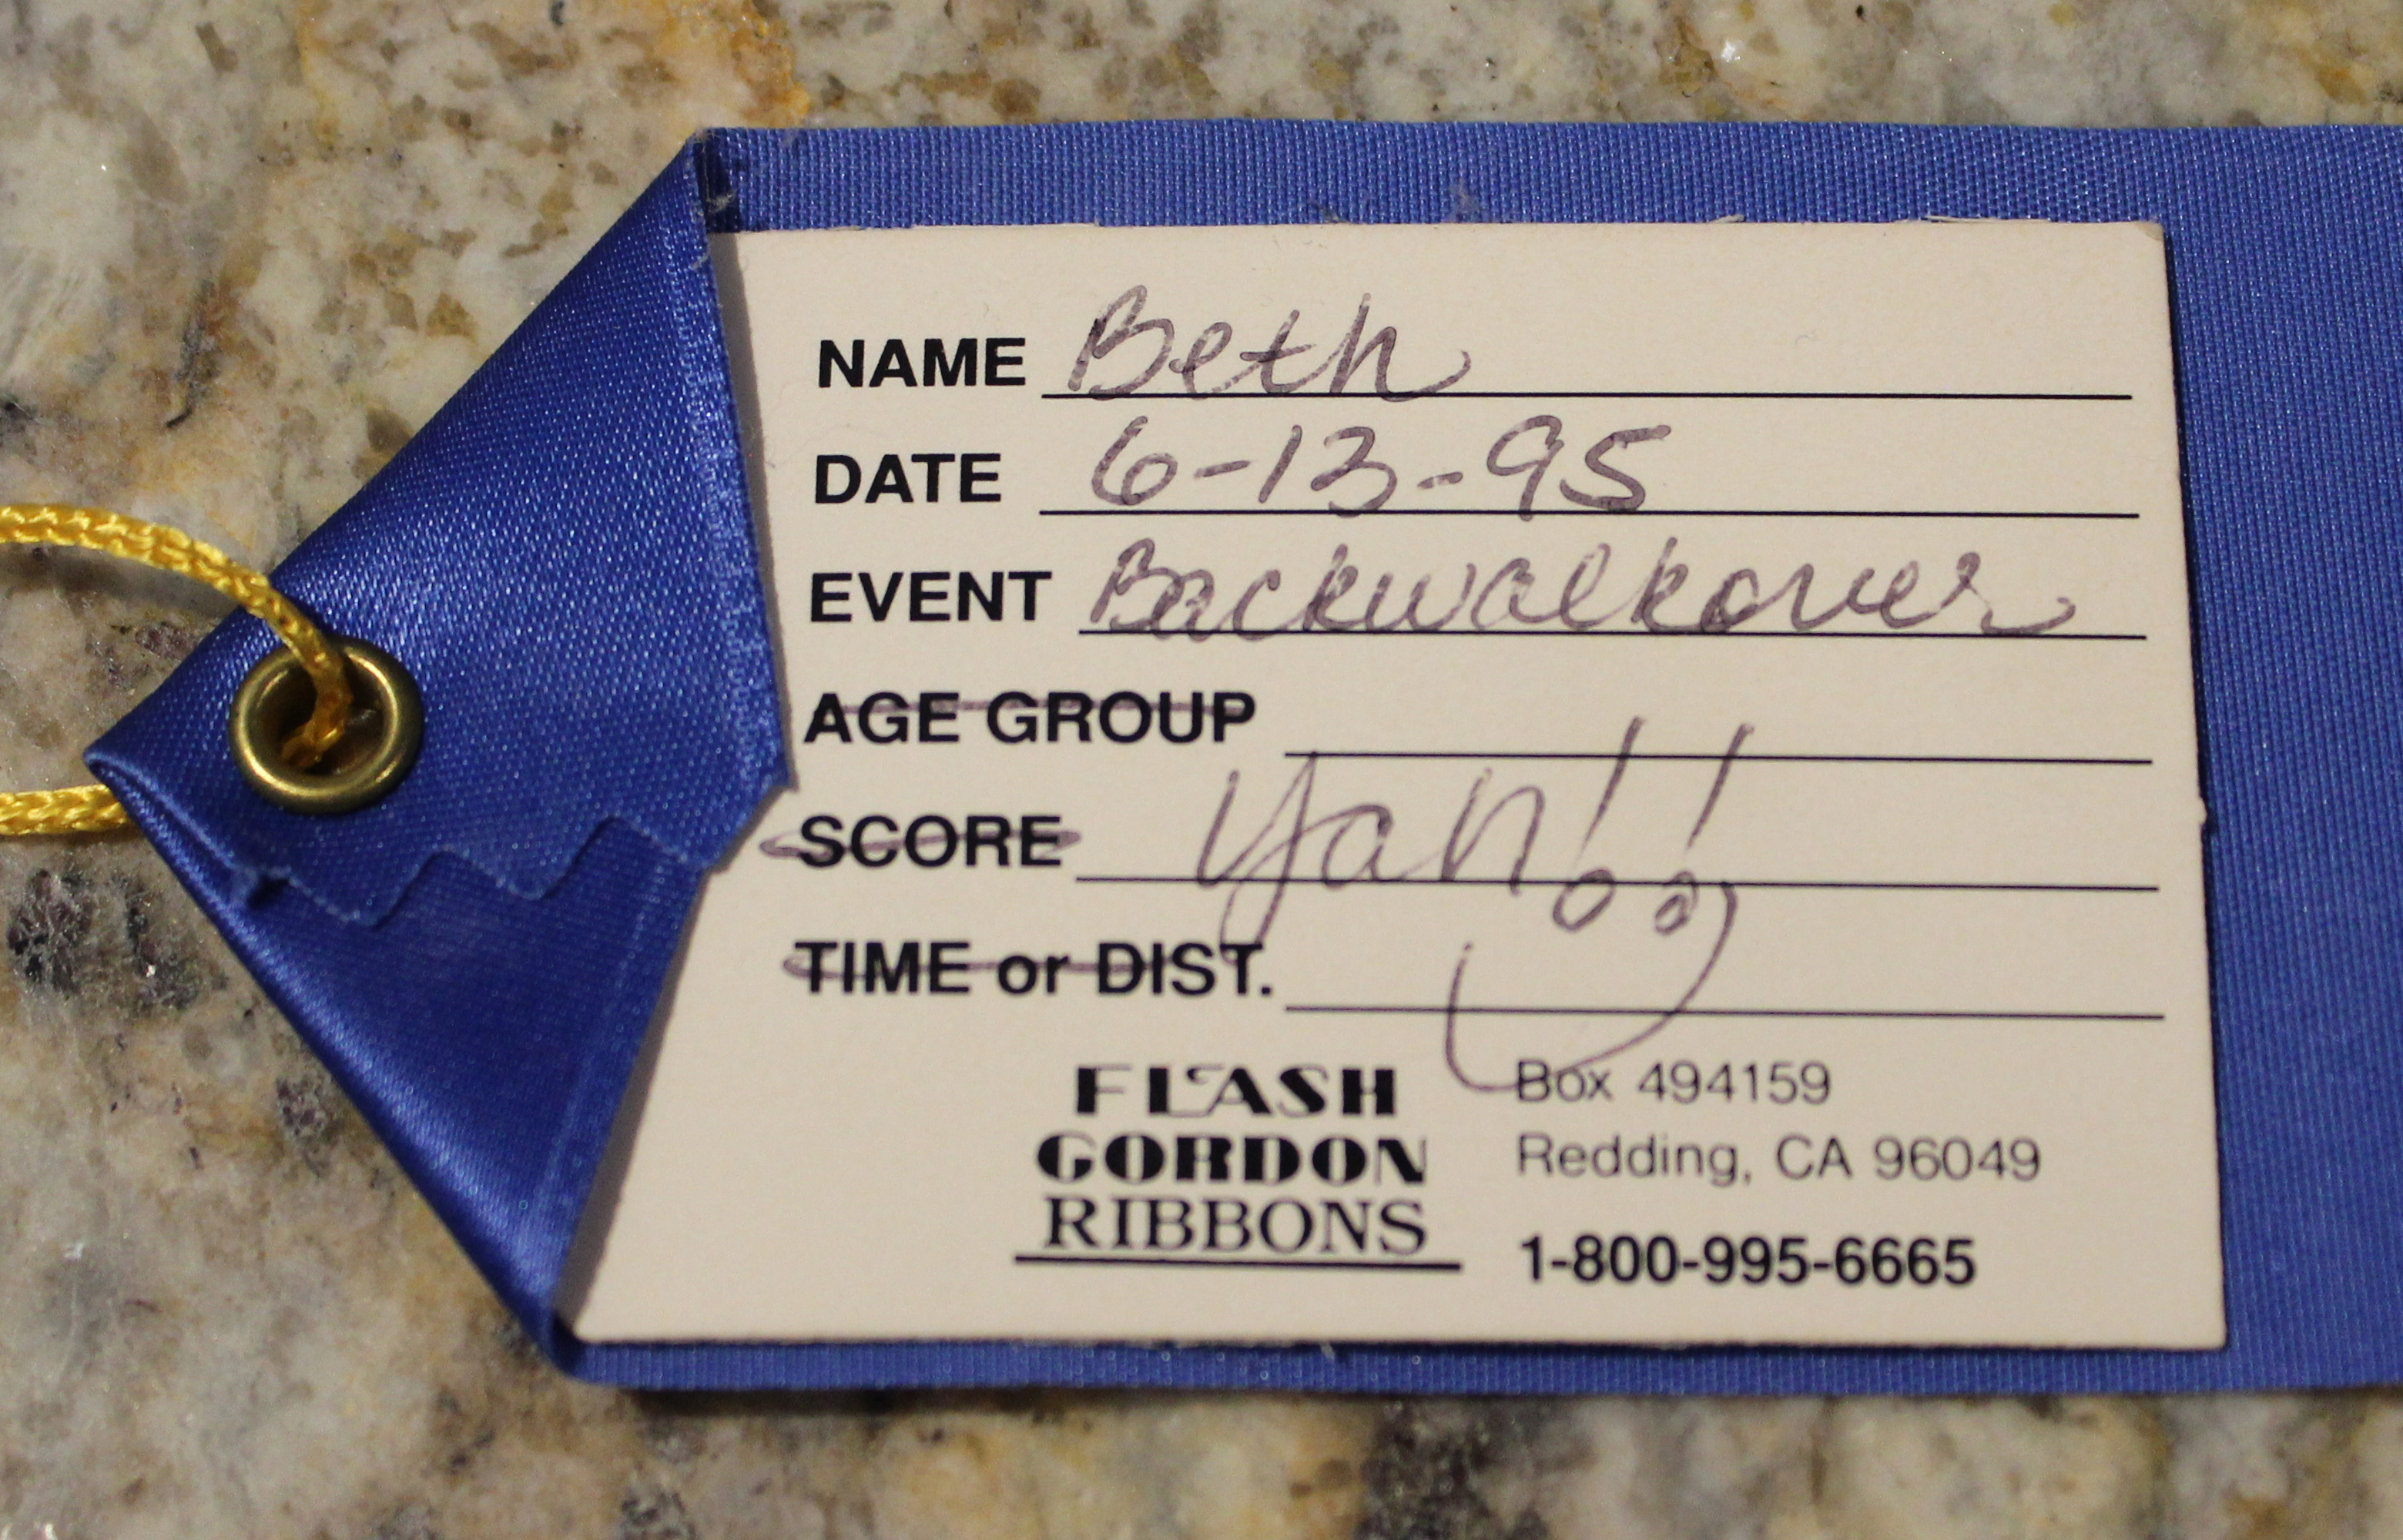 NAME Beth
DATE 6-13-95
EVENT Backwalkover
AGE GROUP
SCORE Yah!!
TIME or DIST.
FLASH
GORDON
RIBBONS
Box 494159
Redding, CA 96049
1-800-995-6665